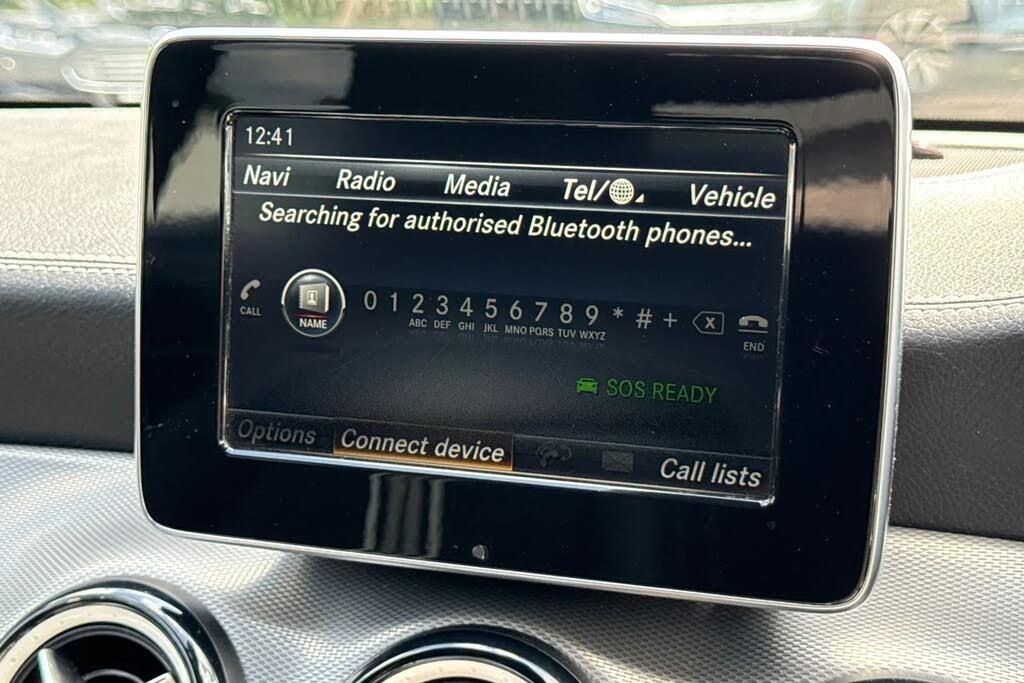 12:41
Navi Radio Media Tel/ Vehicle
Searching for authorised Bluetooth phones...
0 1 2 3 4 5 6 7 8 9 * # +
CALL NAME ABC DEF GHI JKL MNO PQRS TUV WXYZ END
SOS READY
Options Connect device Call lists